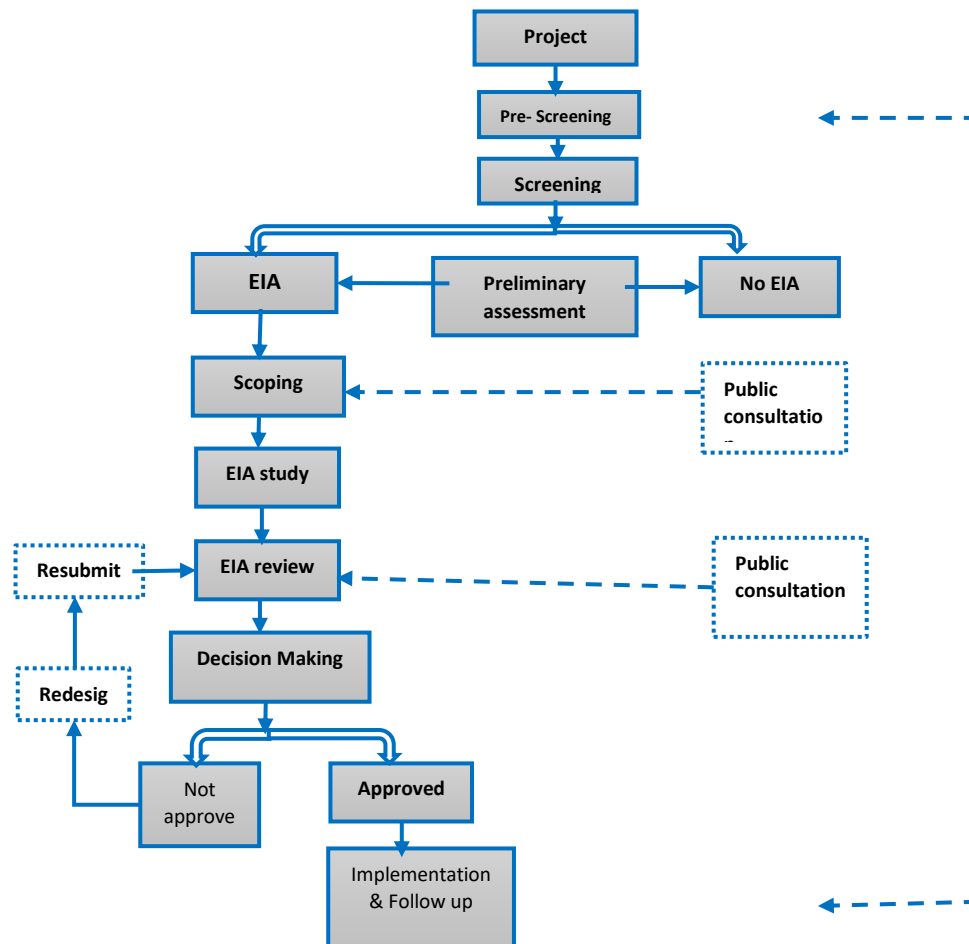 Project
Pre- Screening
Screening
EIA
Preliminary
assessment
No EIA
Scoping
Public
consultatio
EIA study
Resubmit
EIA review
Public
consultation
Decision Making
Redesig
Not
approve
Approved
Implementation
& Follow up